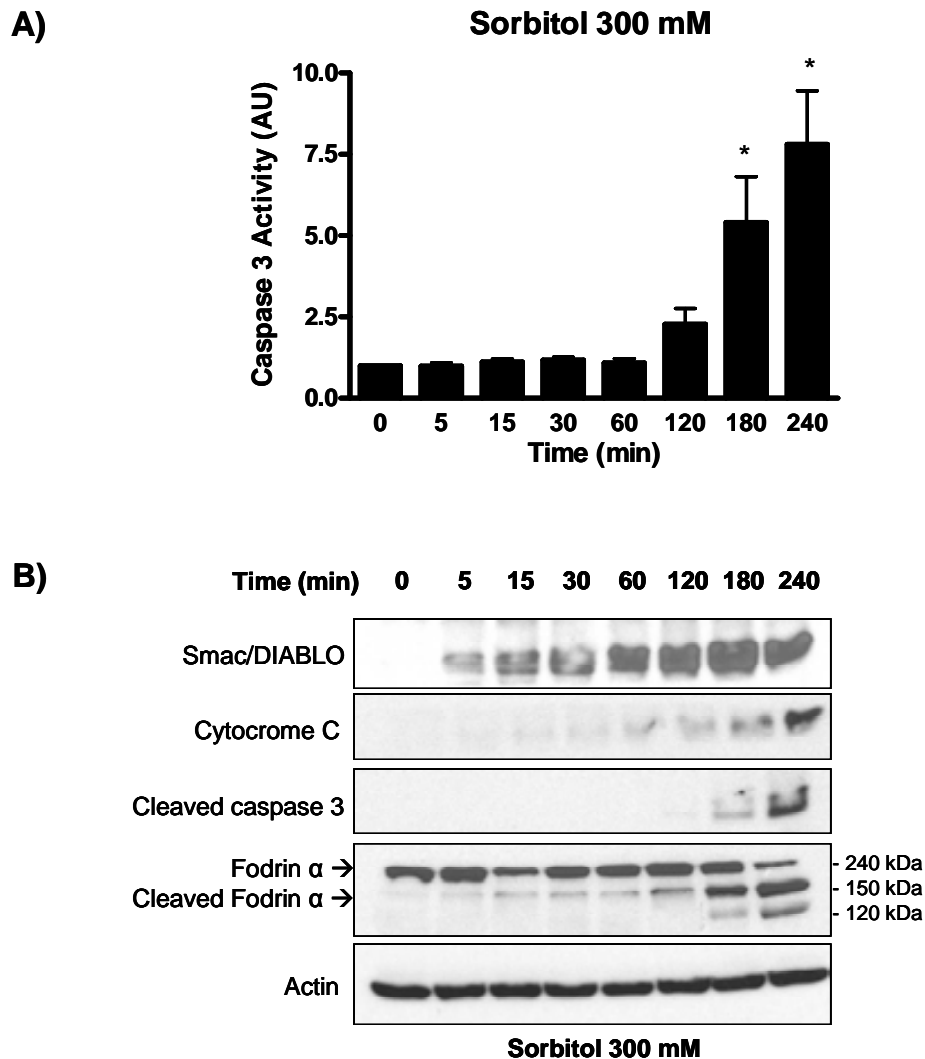 A)
Sorbitol 300 mM
Caspase 3 Activity (AU)
10.0
7.5
5.0
2.5
0.0
*
*
0 5 15 30 60 120 180 240
Time (min)
B)
Time (min) 0 5 15 30 60 120 180 240
Smac/DIABLO
Cytocrome C
Cleaved caspase 3
Fodrin α → - 240 kDa
Cleaved Fodrin α → - 150 kDa
- 120 kDa
Actin
Sorbitol 300 mM